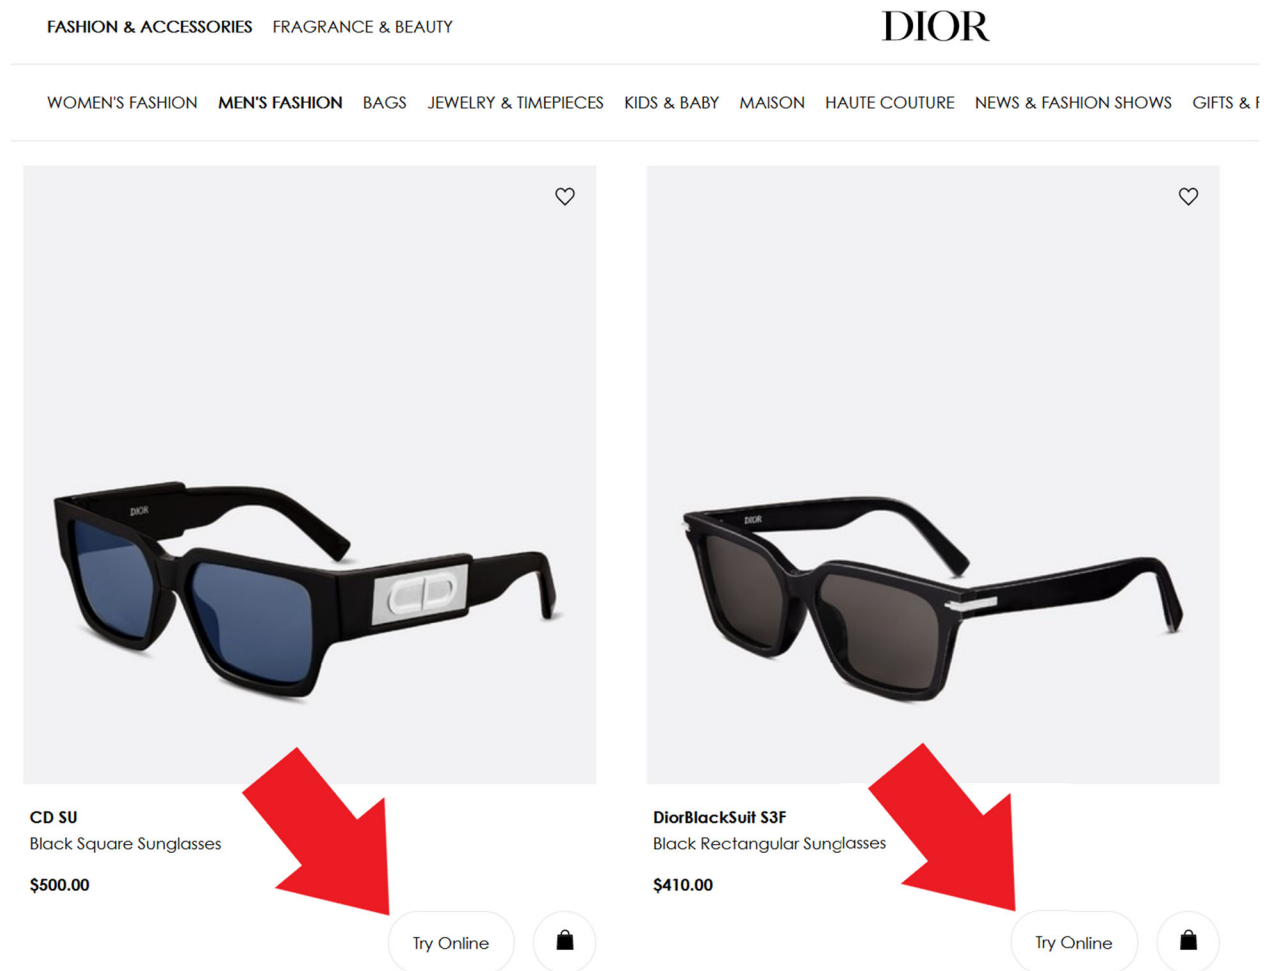 FASHION & ACCESSORIES FRAGRANCE & BEAUTY
DIOR
WOMEN'S FASHION MEN'S FASHION BAGS JEWELRY & TIMEPIECES KIDS & BABY MAISON HAUTE COUTURE NEWS & FASHION SHOWS GIFTS &
DIOR
DIOR
CD
CD SU
Black Square Sunglasses
$500.00
Try Online
DiorBlackSuit S3F
Black Rectangular Sunglasses
$410.00
Try Online